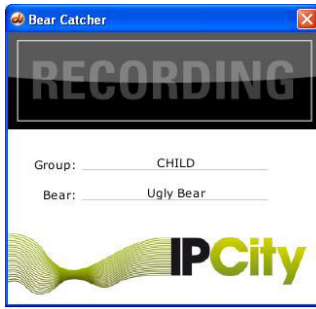 Bear Catcher
RECORDING
Group: CHILD
Bear: Ugly Bear
IPCity